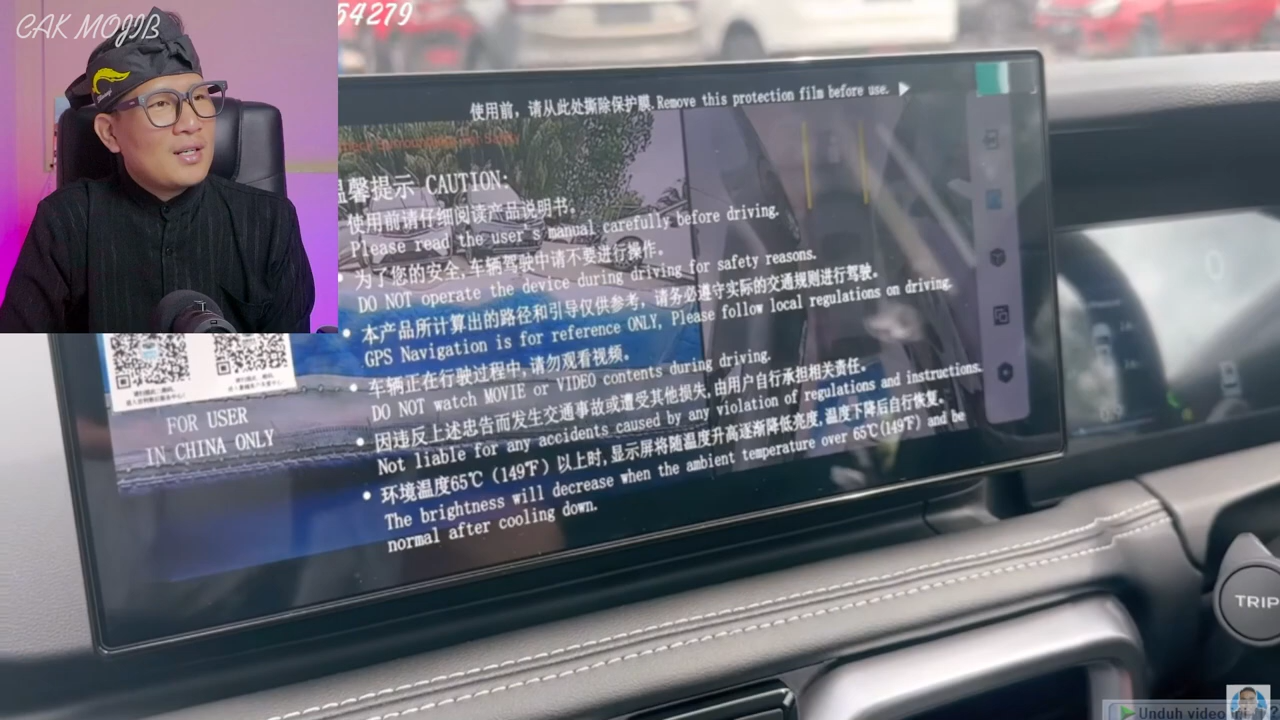 CAK MOJIB
54279
使用前，请从此处撕除保护膜.Remove this protection film before use.
温馨提示 CAUTION:
使用前请仔细阅读产品说明书。
Please read the user's manual carefully before driving.
• 为了您的安全,车辆驾驶中请不要进行操作。
DO NOT operate the device during driving for safety reasons.
• 本产品所计算出的路径和引导仅供参考，请务必遵守实际的交通规则进行驾驶。
GPS Navigation is for reference ONLY, Please follow local regulations on driving.
• 车辆正在行驶过程中,请勿观看视频。
DO NOT watch MOVIE or VIDEO contents during driving.
• 因违反上述忠告而发生交通事故或遭受其他损失,由用户自行承担相关责任。
Not liable for any accidents caused by any violation of regulations and instructions.
• 环境温度65℃（149℉）以上时,显示屏将随温度升高逐渐降低亮度,温度下降后自行恢复。
The brightness will decrease when the ambient temperature over 65℃(149℉) and be
normal after cooling down.
FOR USER
IN CHINA ONLY
TRIP
Unduh video ini